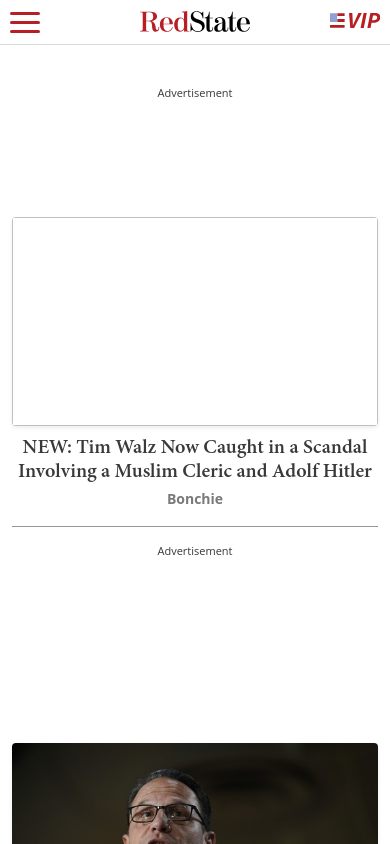 RedState
VIP
Advertisement
NEW: Tim Walz Now Caught in a Scandal
Involving a Muslim Cleric and Adolf Hitler
Bonchie
Advertisement